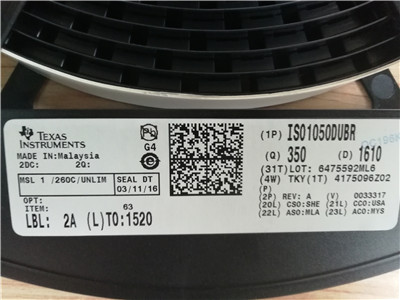 TEXAS
INSTRUMENTS
MADE IN:Malaysia
2DC: 2Q:
G4
MSL 1 /260C/UNLIM
SEAL DT
03/11/16
OPT:
ITEM: 63
LBL: 2A (L)TO:1520
(1P) ISO1050DUBR
(Q) 350 (D) 1610
(31T)LOT: 6475592ML6
(4W) TKY(1T) 4175096Z02
(P)
(2P) REV: A (V) 0033317
(20L) CSO:SHE (21L) CCO:USA
(22L) ASO:MLA (23L) ACO:MYS